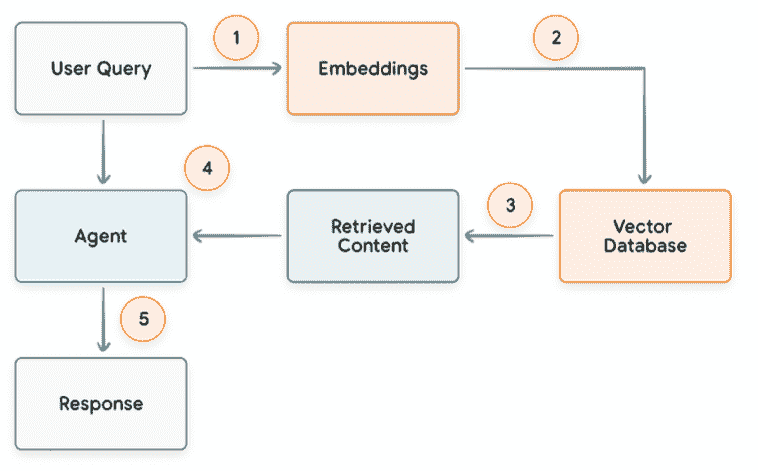 1
2
User Query
Embeddings
4
3
Agent
Retrieved
Content
Vector
Database
5
Response